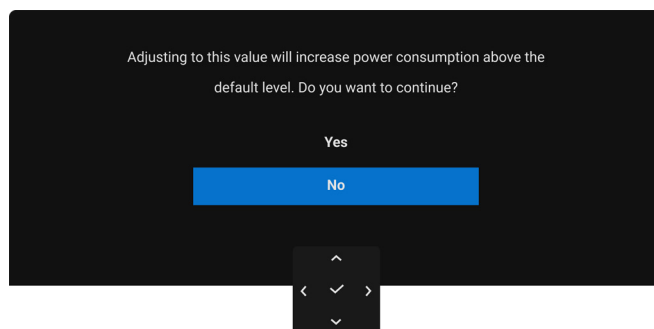 Adjusting to this value will increase power consumption above the
default level. Do you want to continue?
Yes
No